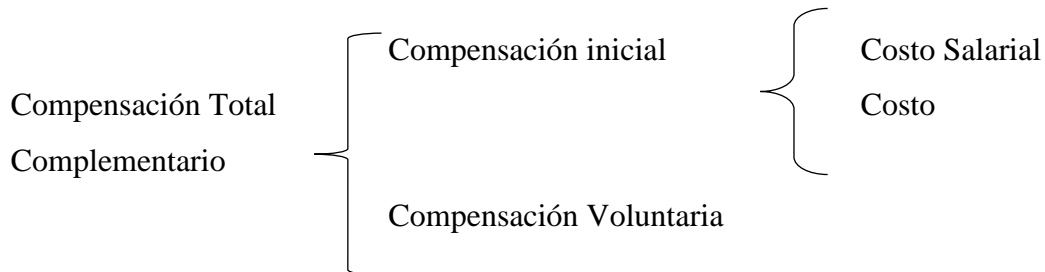 Compensación inicial Costo Salarial
Compensación Total Costo
Complementario
Compensación Voluntaria